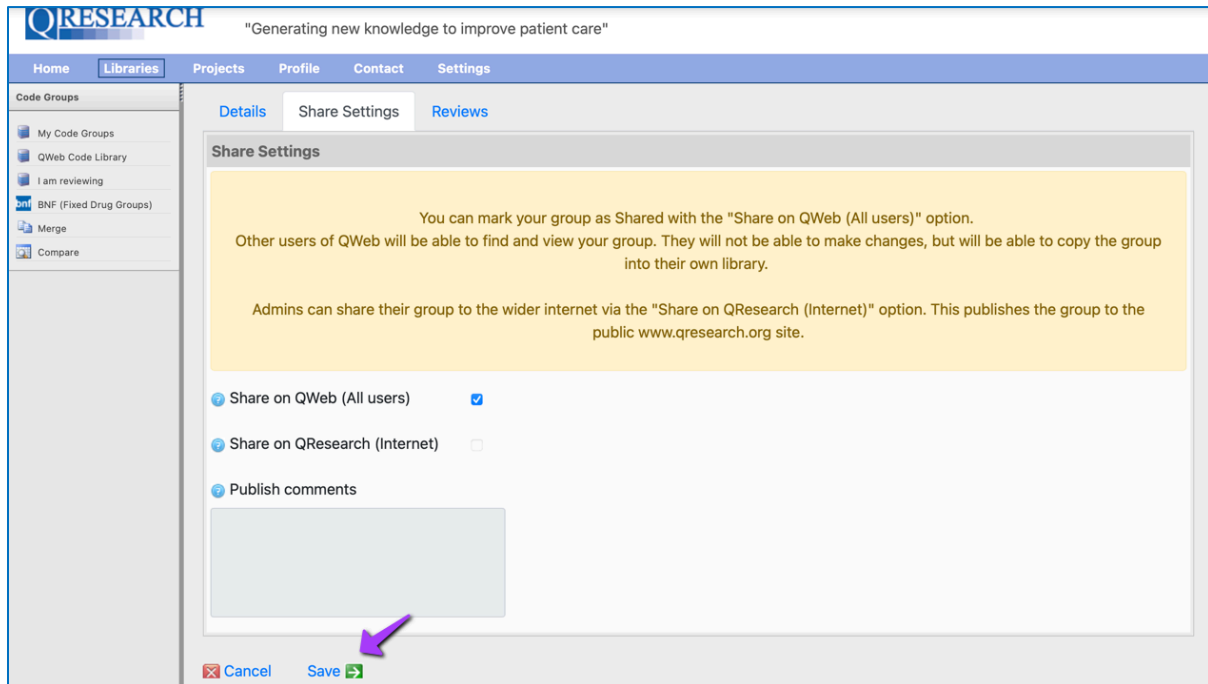 QRESEARCH
"Generating new knowledge to improve patient care"
Home Libraries Projects Profile Contact Settings
Code Groups
My Code Groups
QWeb Code Library
I am reviewing
bnf BNF (Fixed Drug Groups)
Merge
Compare
Details Share Settings Reviews
Share Settings
You can mark your group as Shared with the "Share on QWeb (All users)" option.
Other users of QWeb will be able to find and view your group. They will not be able to make changes, but will be able to copy the group
into their own library.
Admins can share their group to the wider internet via the "Share on QResearch (Internet)" option. This publishes the group to the
public www.qresearch.org site.
? Share on QWeb (All users)
? Share on QResearch (Internet)
? Publish comments
Cancel Save